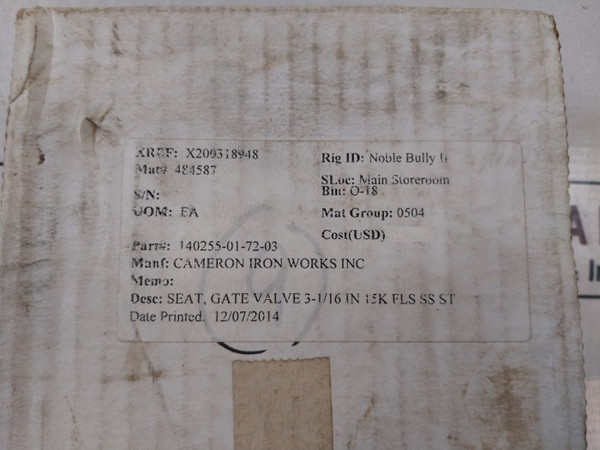 XREF: X200318948
Mat# 484587
S/N:
UOM: EA
Part#: 140255-01-72-03
Manf: CAMERON IRON WORKS INC
Memo:
Desc: SEAT, GATE VALVE 3-1/16 IN 15K FLS SS ST
Date Printed. 12/07/2014
Rig ID: Noble Bully
SLoc: Main Storeroom
Bin: O-18
Mat Group: 0504
Cost(USD)